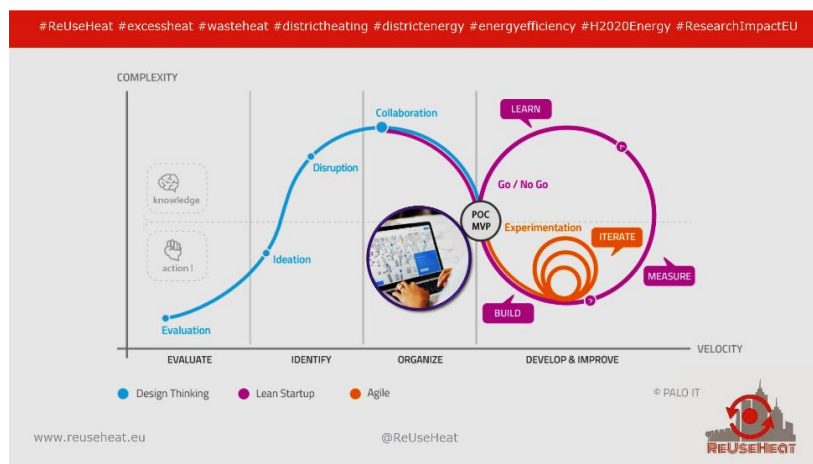 #ReUseHeat #excessheat #wasteheat #districtheating #districtenergy #energyefficiency #H2020Energy #ResearchImpactEU
COMPLEXITY
Collaboration
LEARN
Disruption
knowledge
Go / No Go
POC
MVP
Experimentation
ITERATE
Ideation
action !
MEASURE
BUILD
Evaluation
VELOCITY
EVALUATE
IDENTIFY
ORGANIZE
DEVELOP & IMPROVE
Design Thinking
Lean Startup
Agile
© PALO IT
www.reuseheat.eu
@ReUseHeat
REUSEHEAT